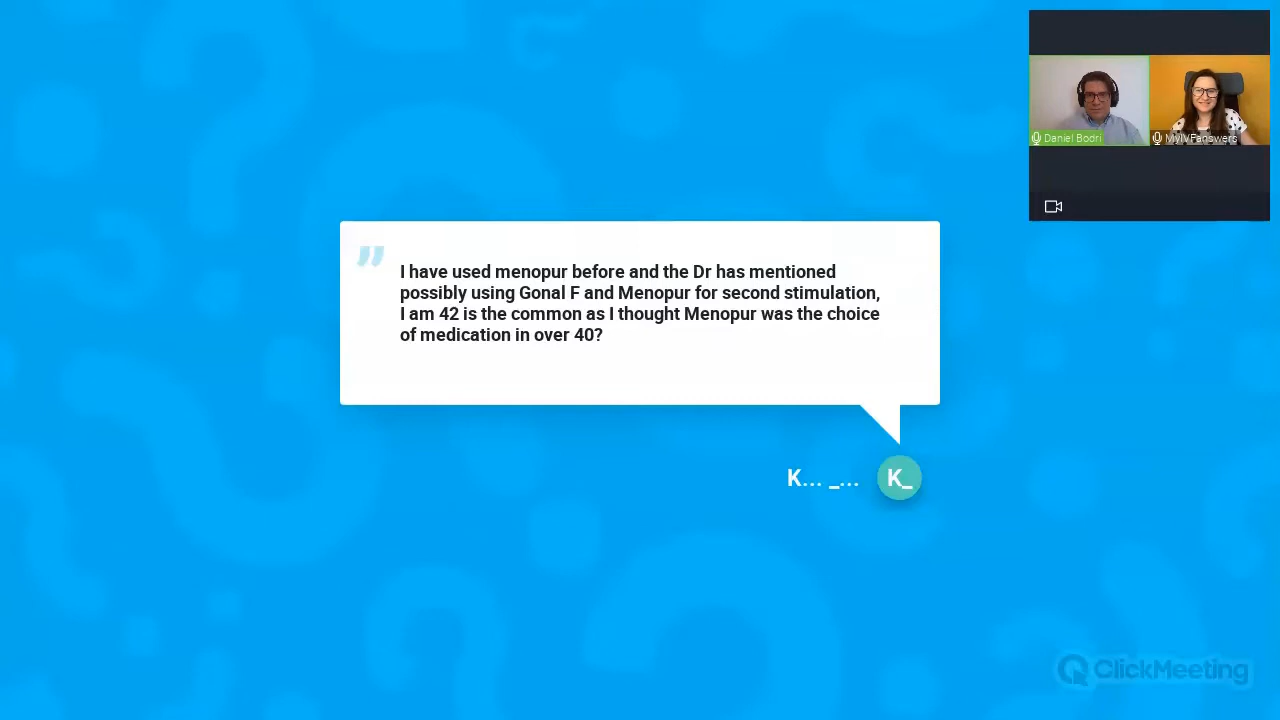 Daniel Bodri
MyIVFanswers
I have used menopur before and the Dr has mentioned
possibly using Gonal F and Menopur for second stimulation,
I am 42 is the common as I thought Menopur was the choice
of medication in over 40?
K... _...
K_
ClickMeeting